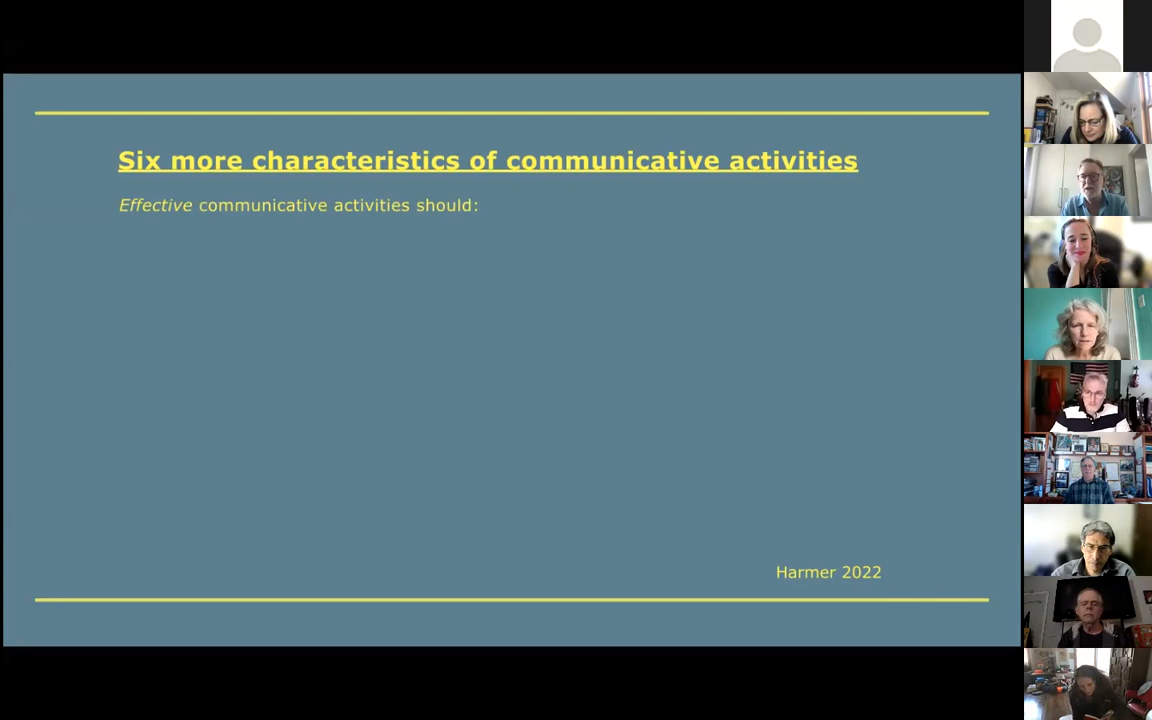 Six more characteristics of communicative activities
Effective communicative activities should:
Harmer 2022